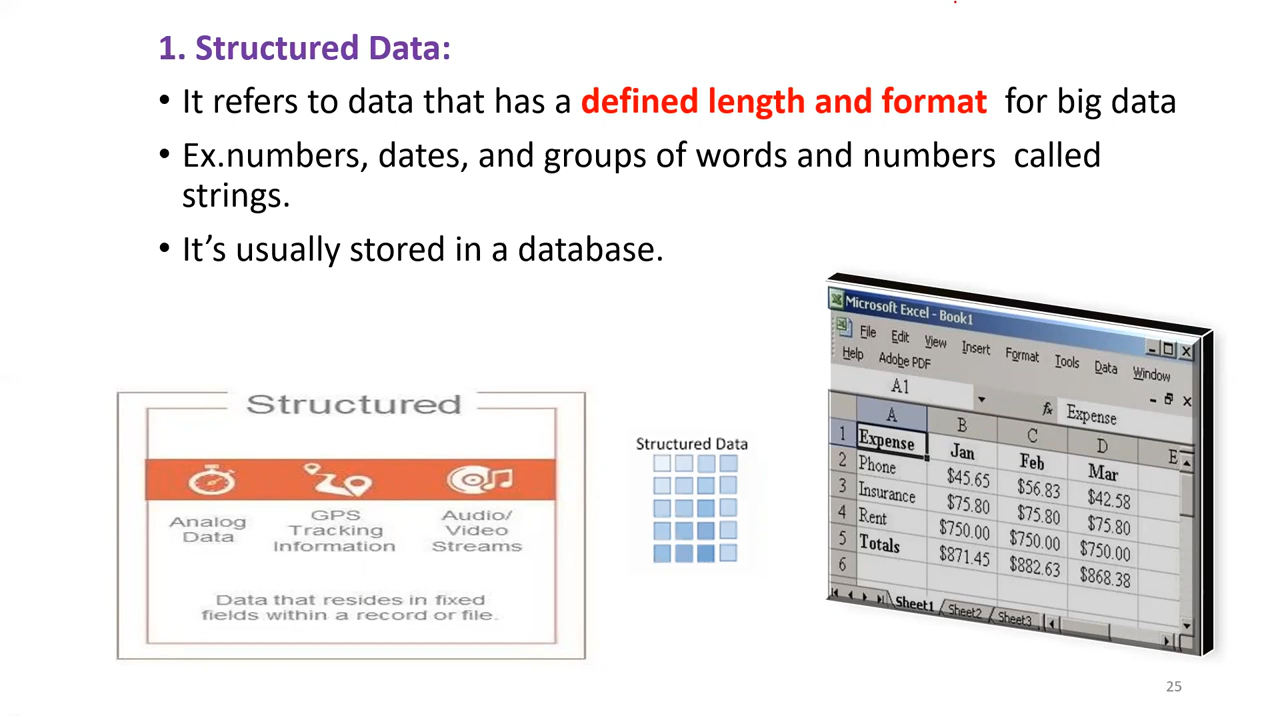 1. Structured Data:
• It refers to data that has a defined length and format for big data
• Ex.numbers, dates, and groups of words and numbers called
strings.
• It’s usually stored in a database.
Structured
Analog
Data
GPS
Tracking
Information
Audio/
Video
Streams
Data that resides in fixed
fields within a record or file.
Structured Data
Microsoft Excel - Book1
File Edit View Insert Format Tools Data Window
Help Adobe PDF
A1 fx Expense
A B C D E
1 Expense Jan Feb Mar
2 Phone $45.65 $56.83 $42.58
3 Insurance $75.80 $75.80 $75.80
4 Rent $750.00 $750.00 $750.00
5 Totals $871.45 $882.63 $868.38
6
Sheet1 Sheet2 Sheet3
25